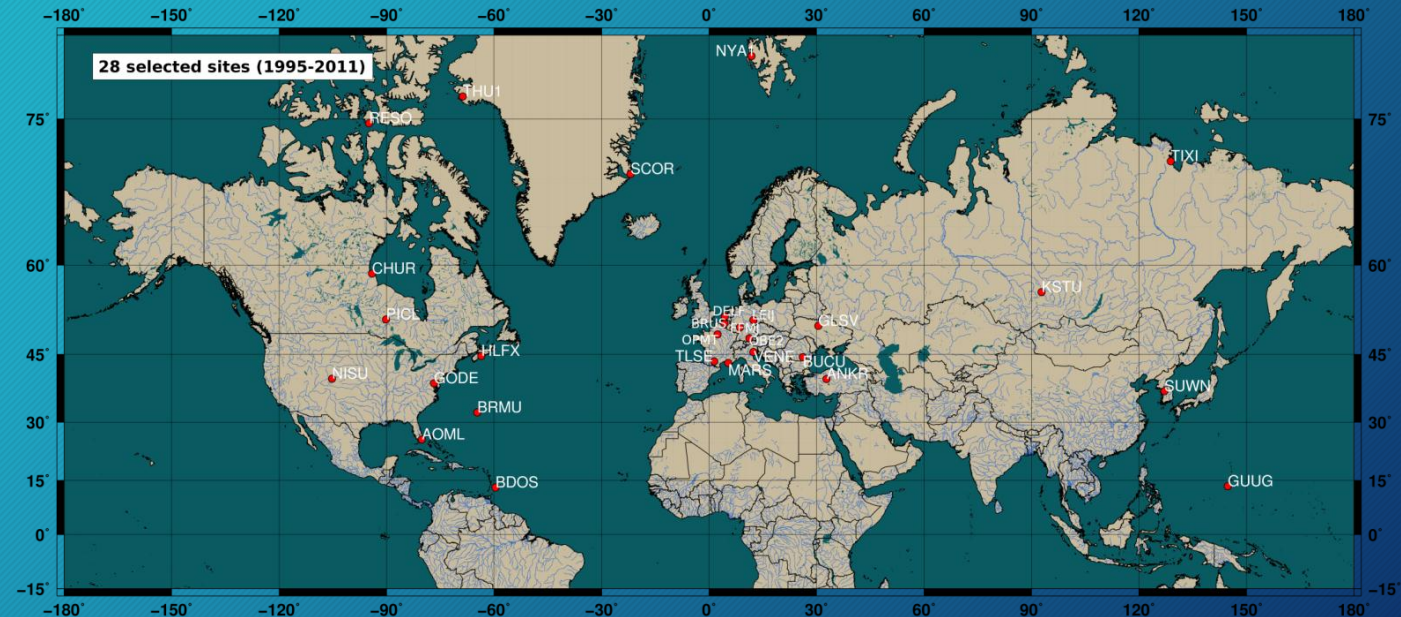 −180° −150° −120° −90° −60° −30° 0° 30° 60° 90° 120° 150° 180°
28 selected sites (1995-2011)
NYA1
THU1
75° 75°
RESO
TIXI
SCOR
60° 60°
CHUR
KSTU
PICL
DELF LEIJ GLSV
BRUS
OPMT OBE2
HLFX
45° 45°
TLSE VENE BUCU
MARS ANKR
NISU GODE
SUWN
BRMU
30° 30°
AOML
15° 15°
BDOS
GUUG
0° 0°
−15° −15°
−180° −150° −120° −90° −60° −30° 0° 30° 60° 90° 120° 150° 180°